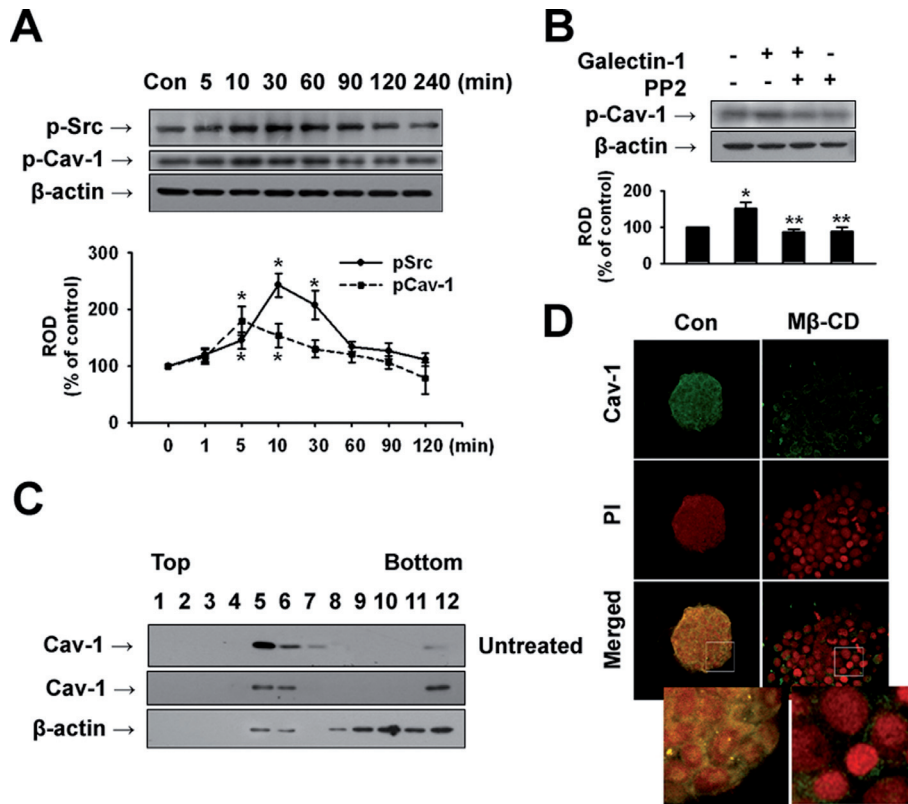 A
Con 5 10 30 60 90 120 240 (min)
p-Src →
p-Cav-1 →
β-actin →
300
200
100
0
ROD
(% of control)
pSrc
pCav-1
*
*
*
*
*
0 1 5 10 30 60 90 120 (min)
B
Galectin-1 - + + -
PP2 - - + +
p-Cav-1 →
β-actin →
200
100
0
ROD
(% of control)
*
**
**
C
Top Bottom
1 2 3 4 5 6 7 8 9 10 11 12
Cav-1 → Untreated
Cav-1 →
β-actin →
D
Con Mβ-CD
Cav-1
PI
Merged